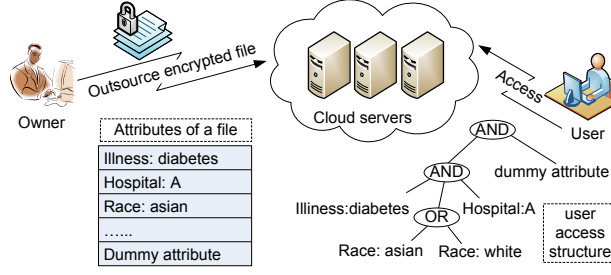 Outsource encrypted file
Owner
Cloud servers
Access
User
Attributes of a file
Illness: diabetes
Hospital: A
Race: asian
…...
Dummy attribute
AND
AND
dummy attribute
Illiness:diabetes
OR
Hospital:A
Race: asian
Race: white
user
access
structure